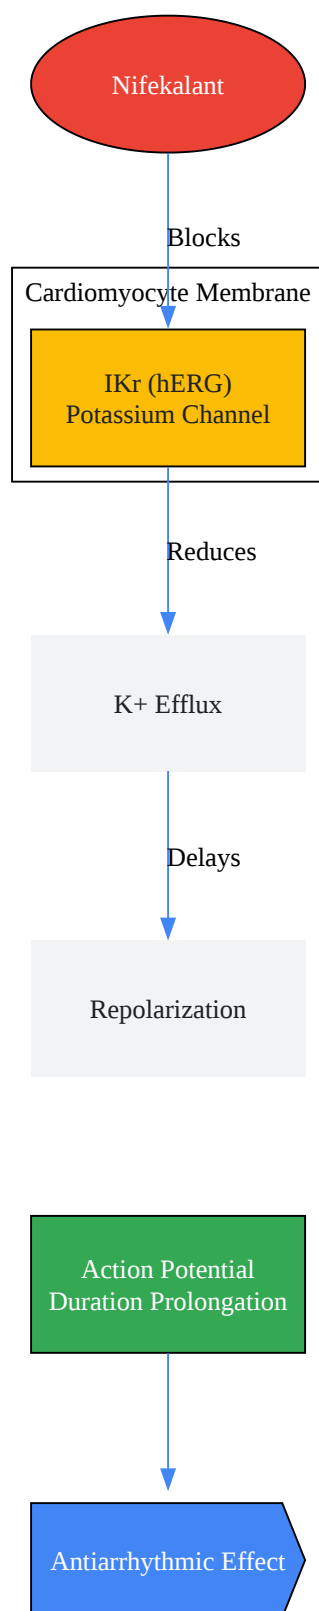 Nifekalant
Blocks
Cardiomyocyte Membrane
IKr (hERG)
Potassium Channel
Reduces
K+ Efflux
Delays
Repolarization
Action Potential
Duration Prolongation
Antiarrhythmic Effect